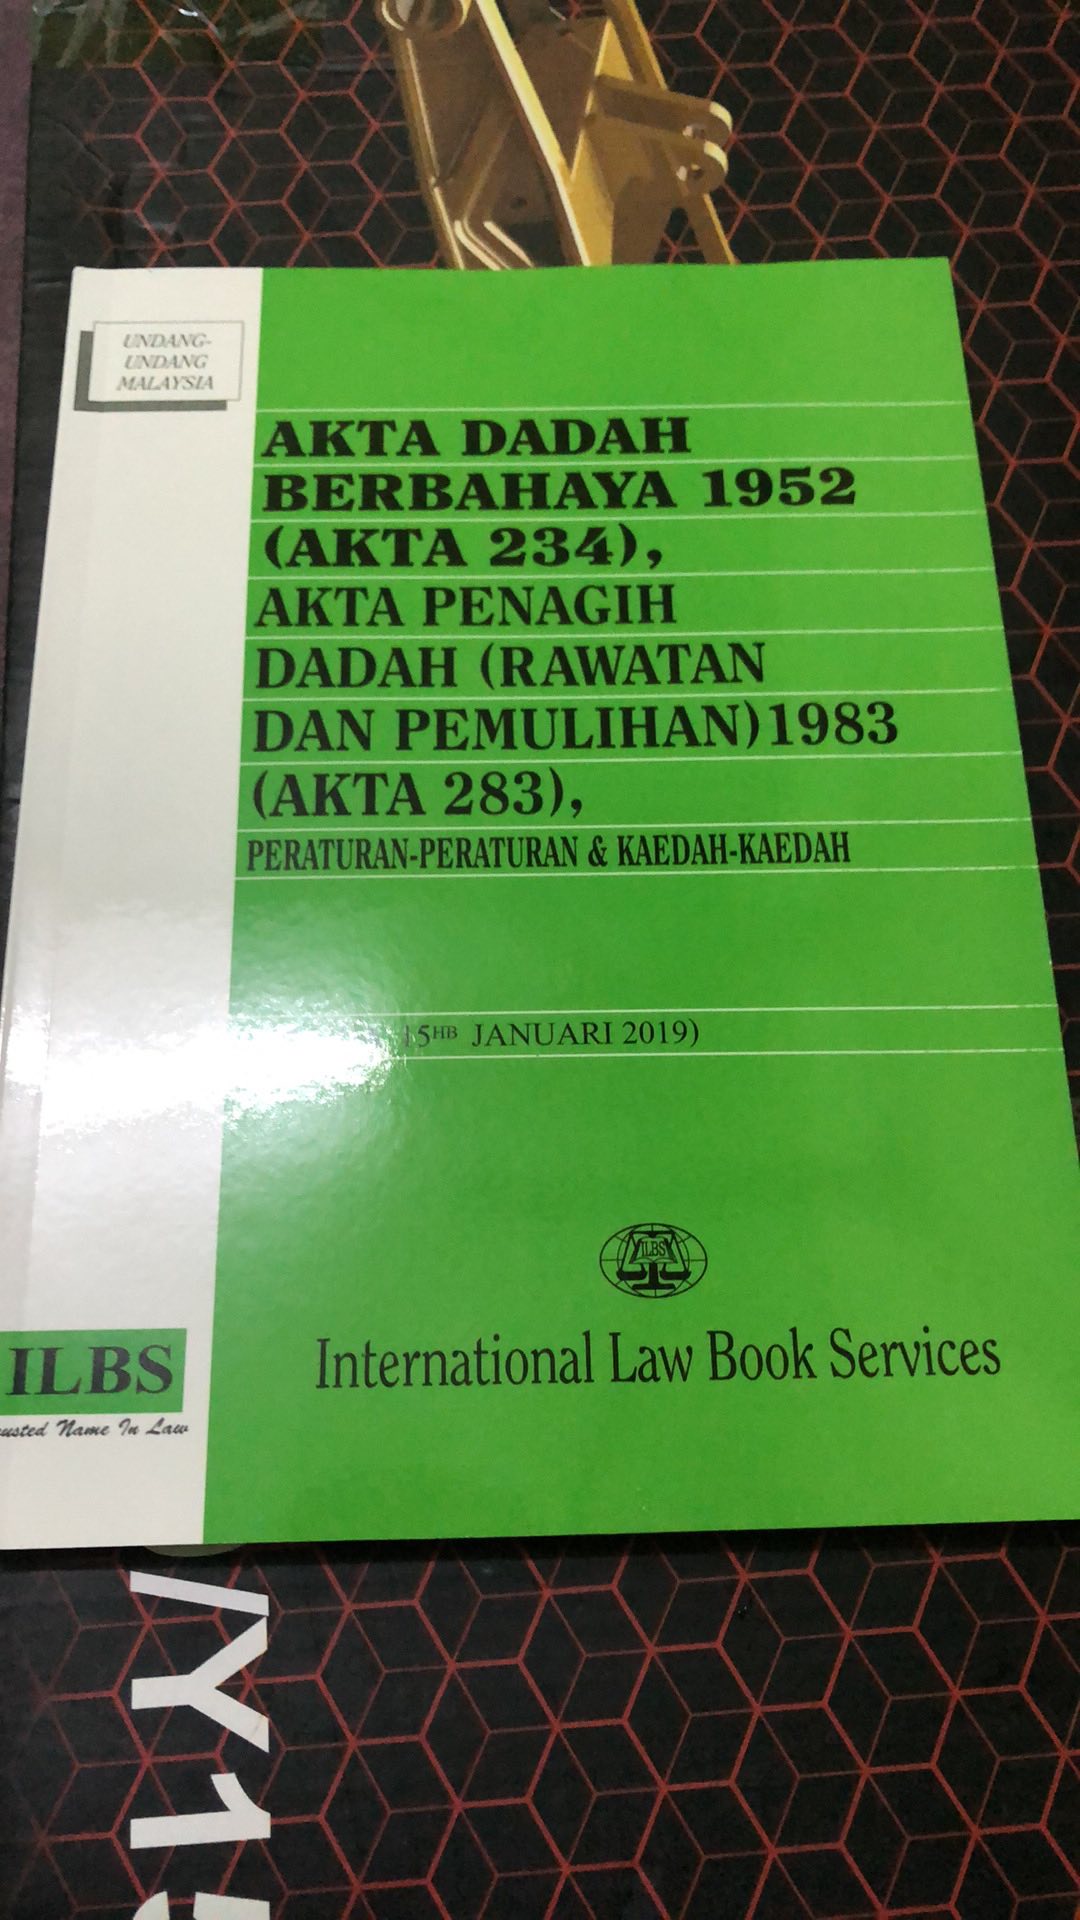 UNDANG-
UNDANG
MALAYSIA
AKTA DADAH
BERBAHAYA 1952
(AKTA 234),
AKTA PENAGIH
DADAH (RAWATAN
DAN PEMULIHAN)1983
(AKTA 283),
PERATURAN-PERATURAN & KAEDAH-KAEDAH
15HB JANUARI 2019)
ILBS
International Law Book Services
ILBS
Name In Law